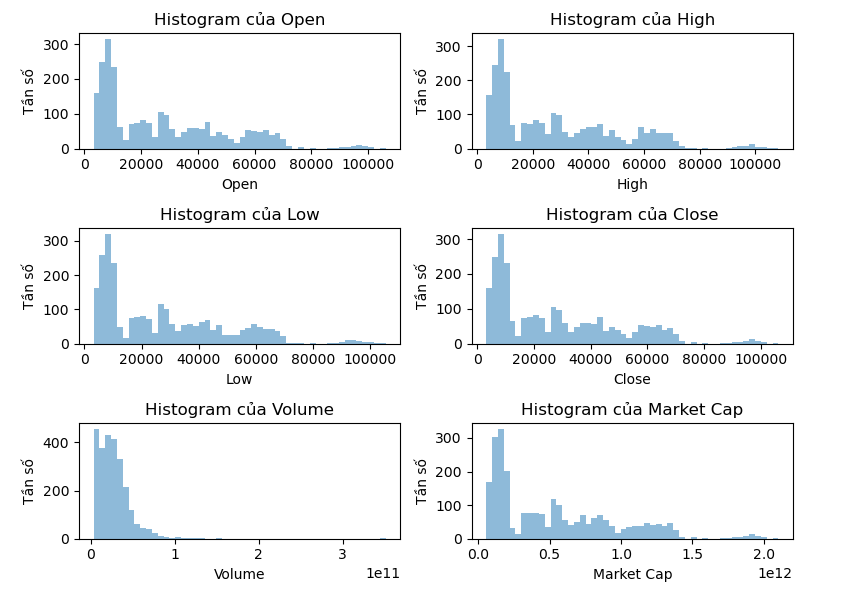 Histogram của Open
Tần số
300
200
100
0
0 20000 40000 60000 80000 100000
Open
Histogram của High
Tần số
300
200
100
0
0 20000 40000 60000 80000 100000
High
Histogram của Low
Tần số
300
200
100
0
0 20000 40000 60000 80000 100000
Low
Histogram của Close
Tần số
300
200
100
0
0 20000 40000 60000 80000 100000
Close
Histogram của Volume
Tần số
400
200
0
0 1 2 3
1e11
Volume
Histogram của Market Cap
Tần số
300
200
100
0
0.0 0.5 1.0 1.5 2.0
1e12
Market Cap